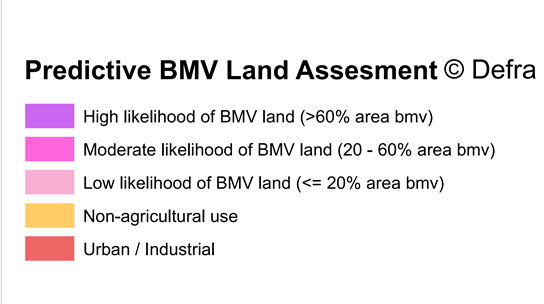 Predictive BMV Land Assesment © Defra
High likelihood of BMV land (>60% area bmv)
Moderate likelihood of BMV land (20 - 60% area bmv)
Low likelihood of BMV land (<= 20% area bmv)
Non-agricultural use
Urban / Industrial